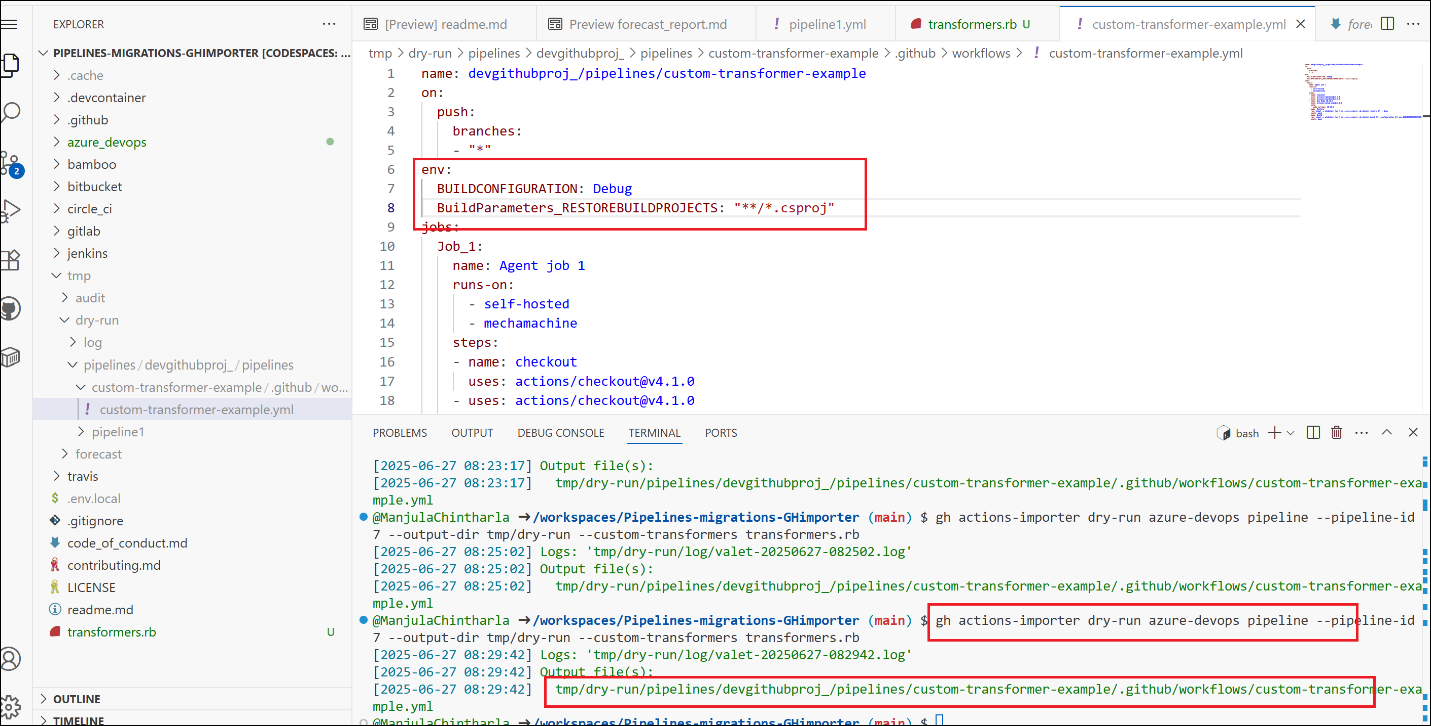 EXPLORER
PIPELINES-MIGRATIONS-GHIMPORTER [CODESPACES: ...
.cache
.devcontainer
.github
azure_devops
bamboo
bitbucket
circle_ci
gitlab
jenkins
tmp
audit
dry-run
log
pipelines / devgithubproj_ / pipelines
custom-transformer-example / .github / wo...
! custom-transformer-example.yml
pipeline1
forecast
travis
$ .env.local
.gitignore
code_of_conduct.md
contributing.md
LICENSE
readme.md
transformers.rb U
OUTLINE
TIMELINE
2
[Preview] readme.md
Preview forecast_report.md
! pipeline1.yml
transformers.rb U
! custom-transformer-example.yml
forec
tmp > dry-run > pipelines > devgithubproj_ > pipelines > custom-transformer-example > .github > workflows > ! custom-transformer-example.yml
1 name: devgithubproj_/pipelines/custom-transformer-example
2 on:
3 push:
4 branches:
5 - "*"
6 env:
7 BUILDCONFIGURATION: Debug
8 BuildParameters_RESTOREBUILDPROJECTS: "**/*.csproj"
9 jobs:
10 Job_1:
11 name: Agent job 1
12 runs-on:
13 - self-hosted
14 - mechamachine
15 steps:
16 - name: checkout
17 uses: actions/checkout@v4.1.0
18 - uses: actions/checkout@v4.1.0
PROBLEMS OUTPUT DEBUG CONSOLE TERMINAL PORTS
bash
[2025-06-27 08:23:17] Output file(s):
[2025-06-27 08:23:17] tmp/dry-run/pipelines/devgithubproj_/pipelines/custom-transformer-example/.github/workflows/custom-transformer-exa
mple.yml
@ManjulaChintharla ➜ /workspaces/Pipelines-migrations-GHimporter (main) $ gh actions-importer dry-run azure-devops pipeline --pipeline-id
7 --output-dir tmp/dry-run --custom-transformers transformers.rb
[2025-06-27 08:25:02] Logs: 'tmp/dry-run/log/valet-20250627-082502.log'
[2025-06-27 08:25:02] Output file(s):
[2025-06-27 08:25:02] tmp/dry-run/pipelines/devgithubproj_/pipelines/custom-transformer-example/.github/workflows/custom-transformer-exa
mple.yml
@ManjulaChintharla ➜ /workspaces/Pipelines-migrations-GHimporter (main) $ gh actions-importer dry-run azure-devops pipeline --pipeline-id
7 --output-dir tmp/dry-run --custom-transformers transformers.rb
[2025-06-27 08:29:42] Logs: 'tmp/dry-run/log/valet-20250627-082942.log'
[2025-06-27 08:29:42] Output file(s):
[2025-06-27 08:29:42] tmp/dry-run/pipelines/devgithubproj_/pipelines/custom-transformer-example/.github/workflows/custom-transformer-exa
mple.yml
@ManjulaChintharla ➜ /workspaces/Pipelines-migrations-GHimporter (main) $